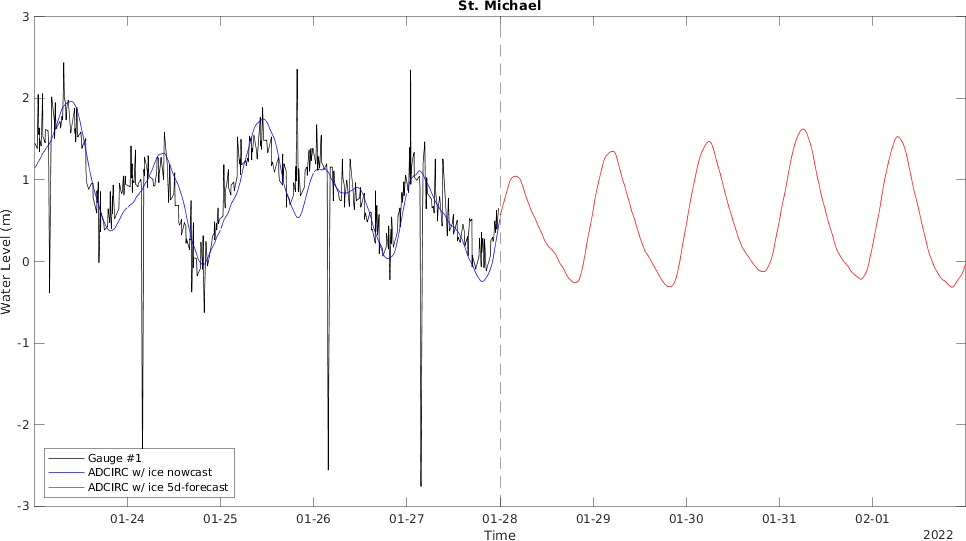 St. Michael
3
2
1
0
-1
-2
-3
Water Level (m)
Gauge #1
ADCIRC w/ ice nowcast
ADCIRC w/ ice 5d-forecast
01-24 01-25 01-26 01-27 01-28 01-29 01-30 01-31 02-01
Time
2022